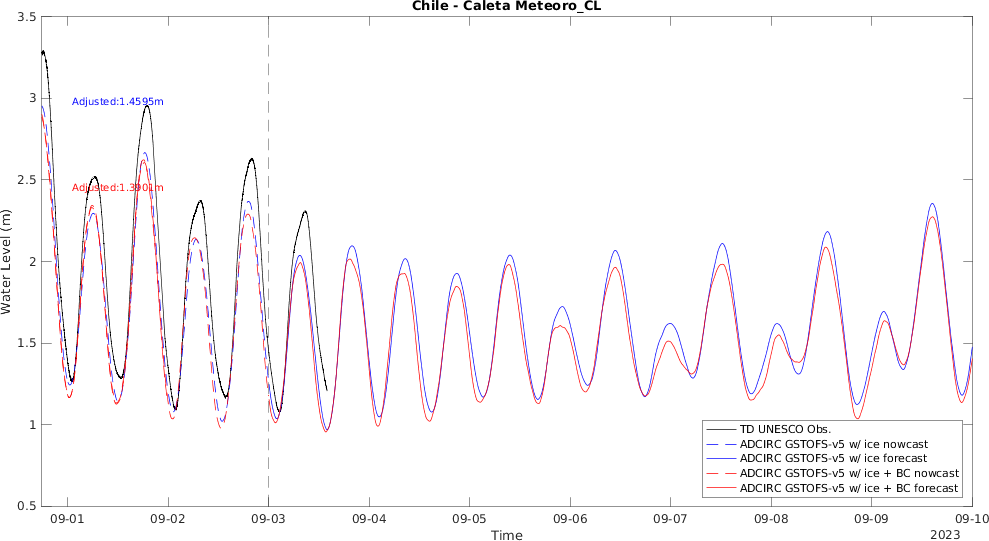 Chile - Caleta Meteoro_CL
3.5
3
2.5
2
1.5
1
0.5
Water Level (m)
Adjusted:1.4595m
Adjusted:1.3901m
TD UNESCO Obs.
ADCIRC GSTOFS-v5 w/ ice nowcast
ADCIRC GSTOFS-v5 w/ ice forecast
ADCIRC GSTOFS-v5 w/ ice + BC nowcast
ADCIRC GSTOFS-v5 w/ ice + BC forecast
09-01 09-02 09-03 09-04 09-05 09-06 09-07 09-08 09-09 09-10
Time
2023